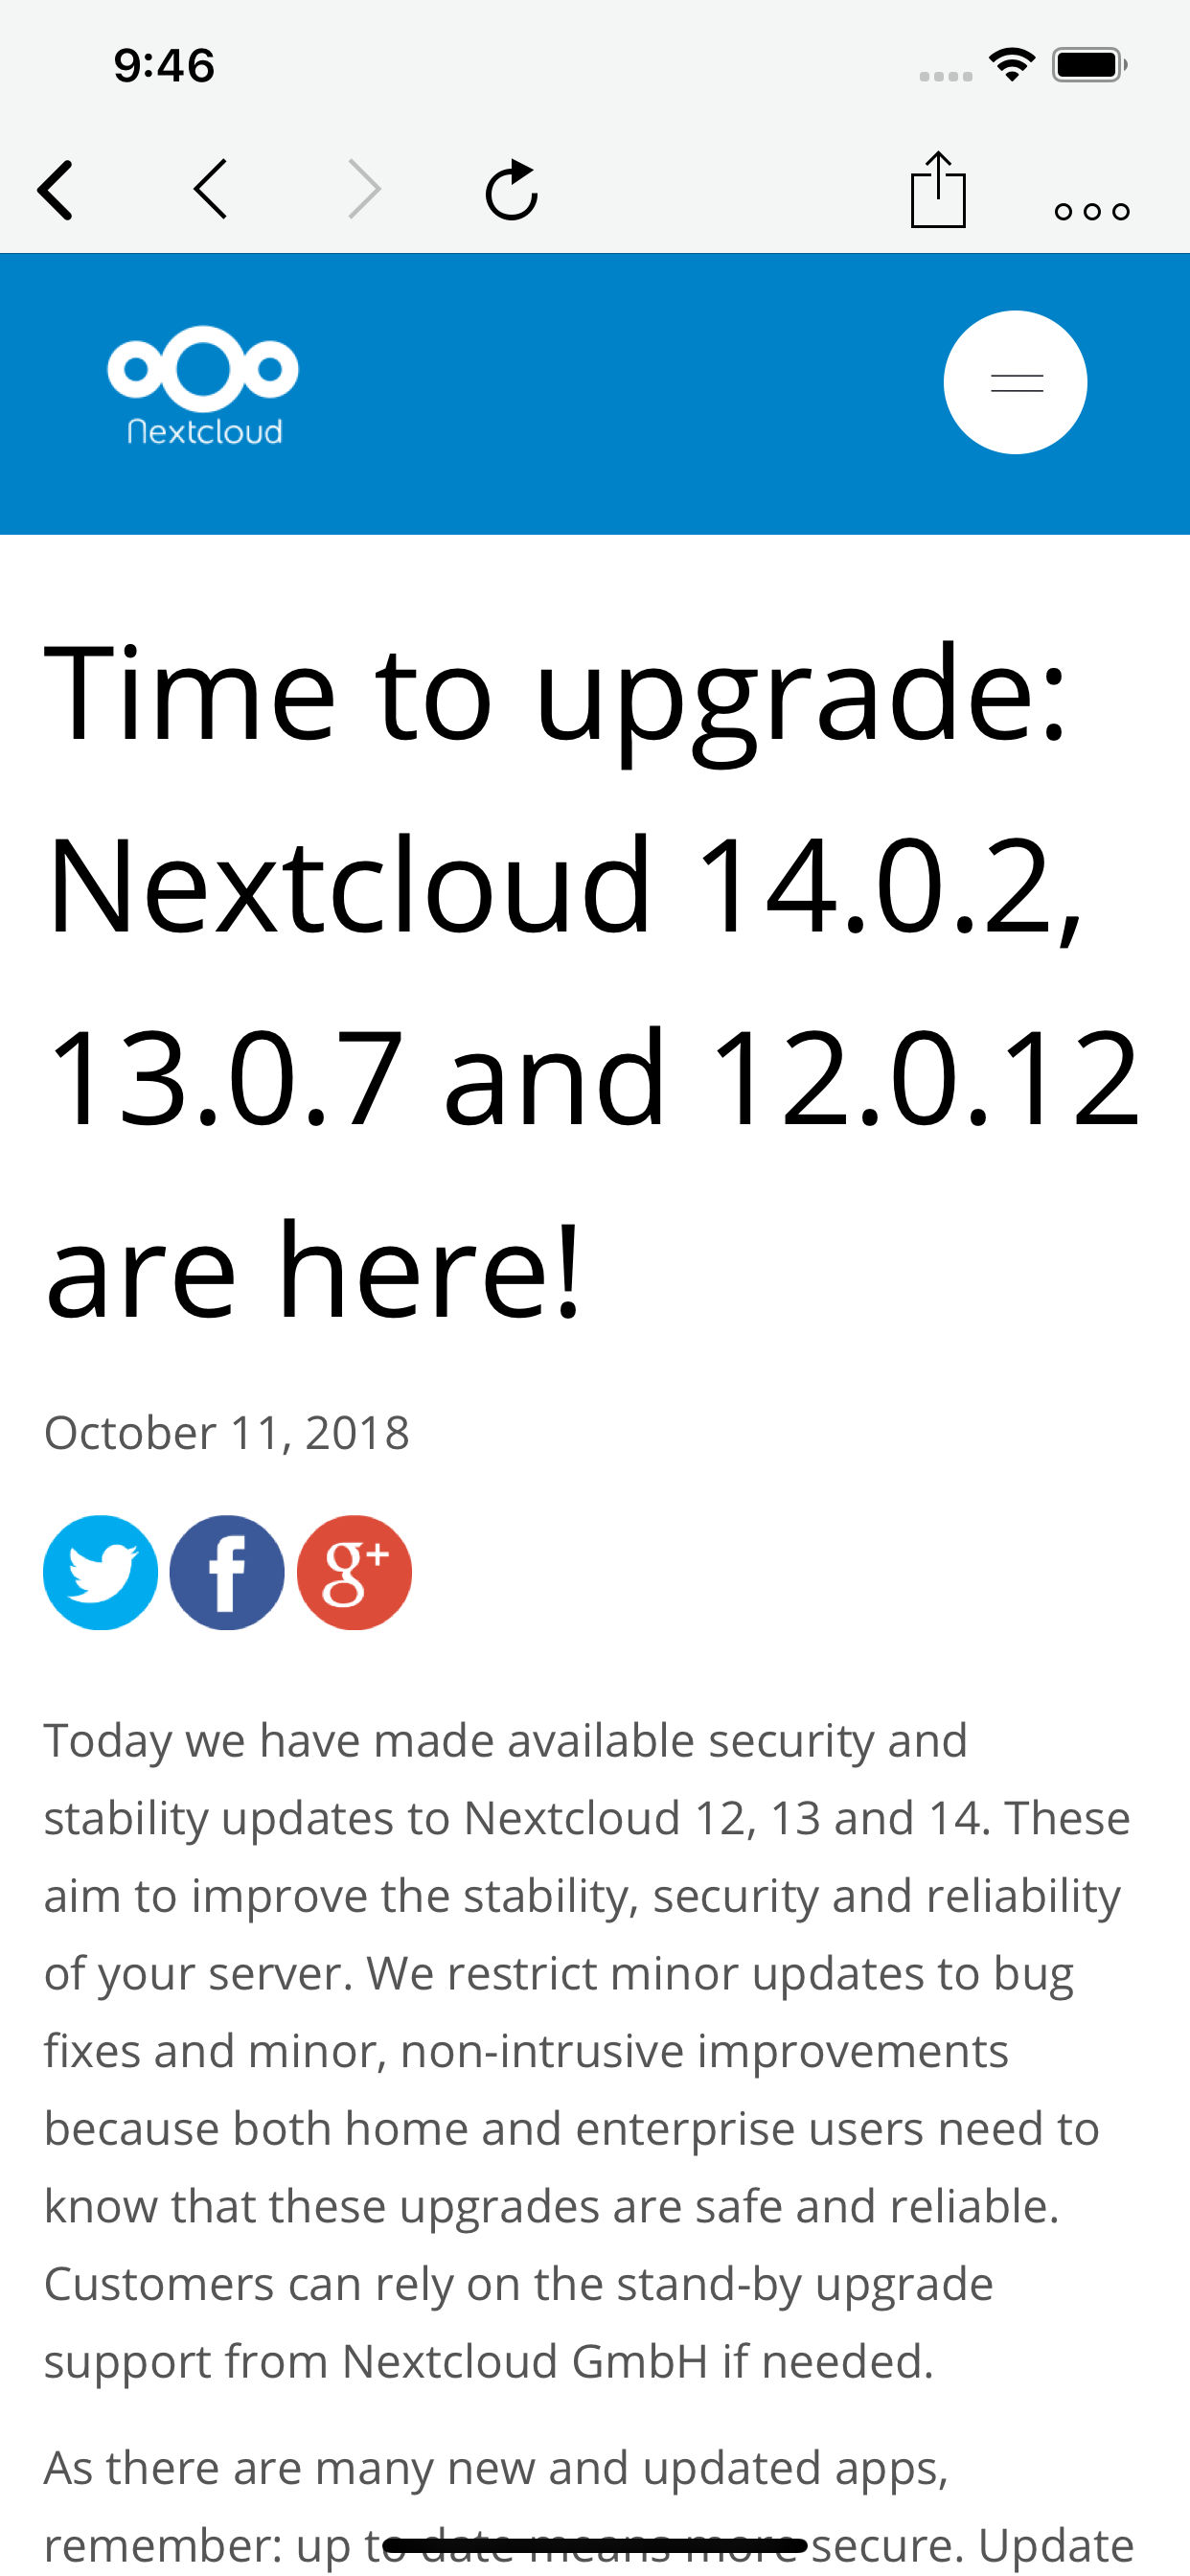 9:46
Nextcloud
Time to upgrade:
Nextcloud 14.0.2,
13.0.7 and 12.0.12
are here!
October 11, 2018
f
g+
Today we have made available security and
stability updates to Nextcloud 12, 13 and 14. These
aim to improve the stability, security and reliability
of your server. We restrict minor updates to bug
fixes and minor, non-intrusive improvements
because both home and enterprise users need to
know that these upgrades are safe and reliable.
Customers can rely on the stand-by upgrade
support from Nextcloud GmbH if needed.
As there are many new and updated apps,
remember: up to date means more secure. Update